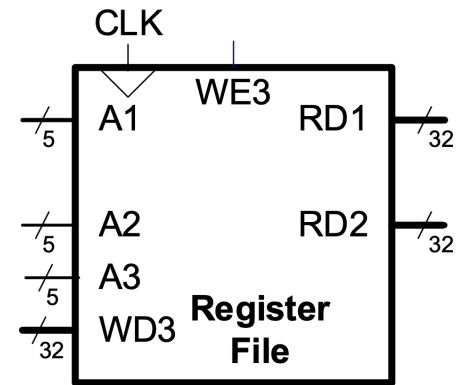 CLK
WE3
A1 RD1
5 32
A2 RD2
5 32
A3
5
WD3
32
Register
File